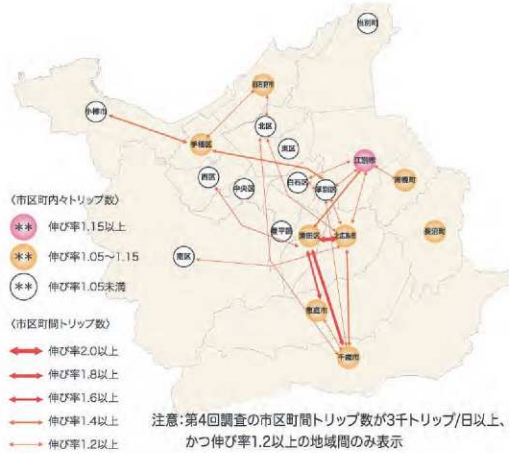 当別町
石狩市
小樽市
北区
手稲区
東区
江別市
西区
白石区
厚別区
南幌町
中央区
〈市区町内々トリップ数〉
** 伸び率1.15以上
豊平区
清田区
北広島市
長沼町
** 伸び率1.05〜1.15
南区
** 伸び率1.05未満
〈市区町間トリップ数〉
恵庭市
伸び率2.0以上
伸び率1.8以上
千歳市
伸び率1.6以上
伸び率1.4以上
伸び率1.2以上
注意:第4回調査の市区町間トリップ数が3千トリップ/日以上、
かつ伸び率1.2以上の地域間のみ表示